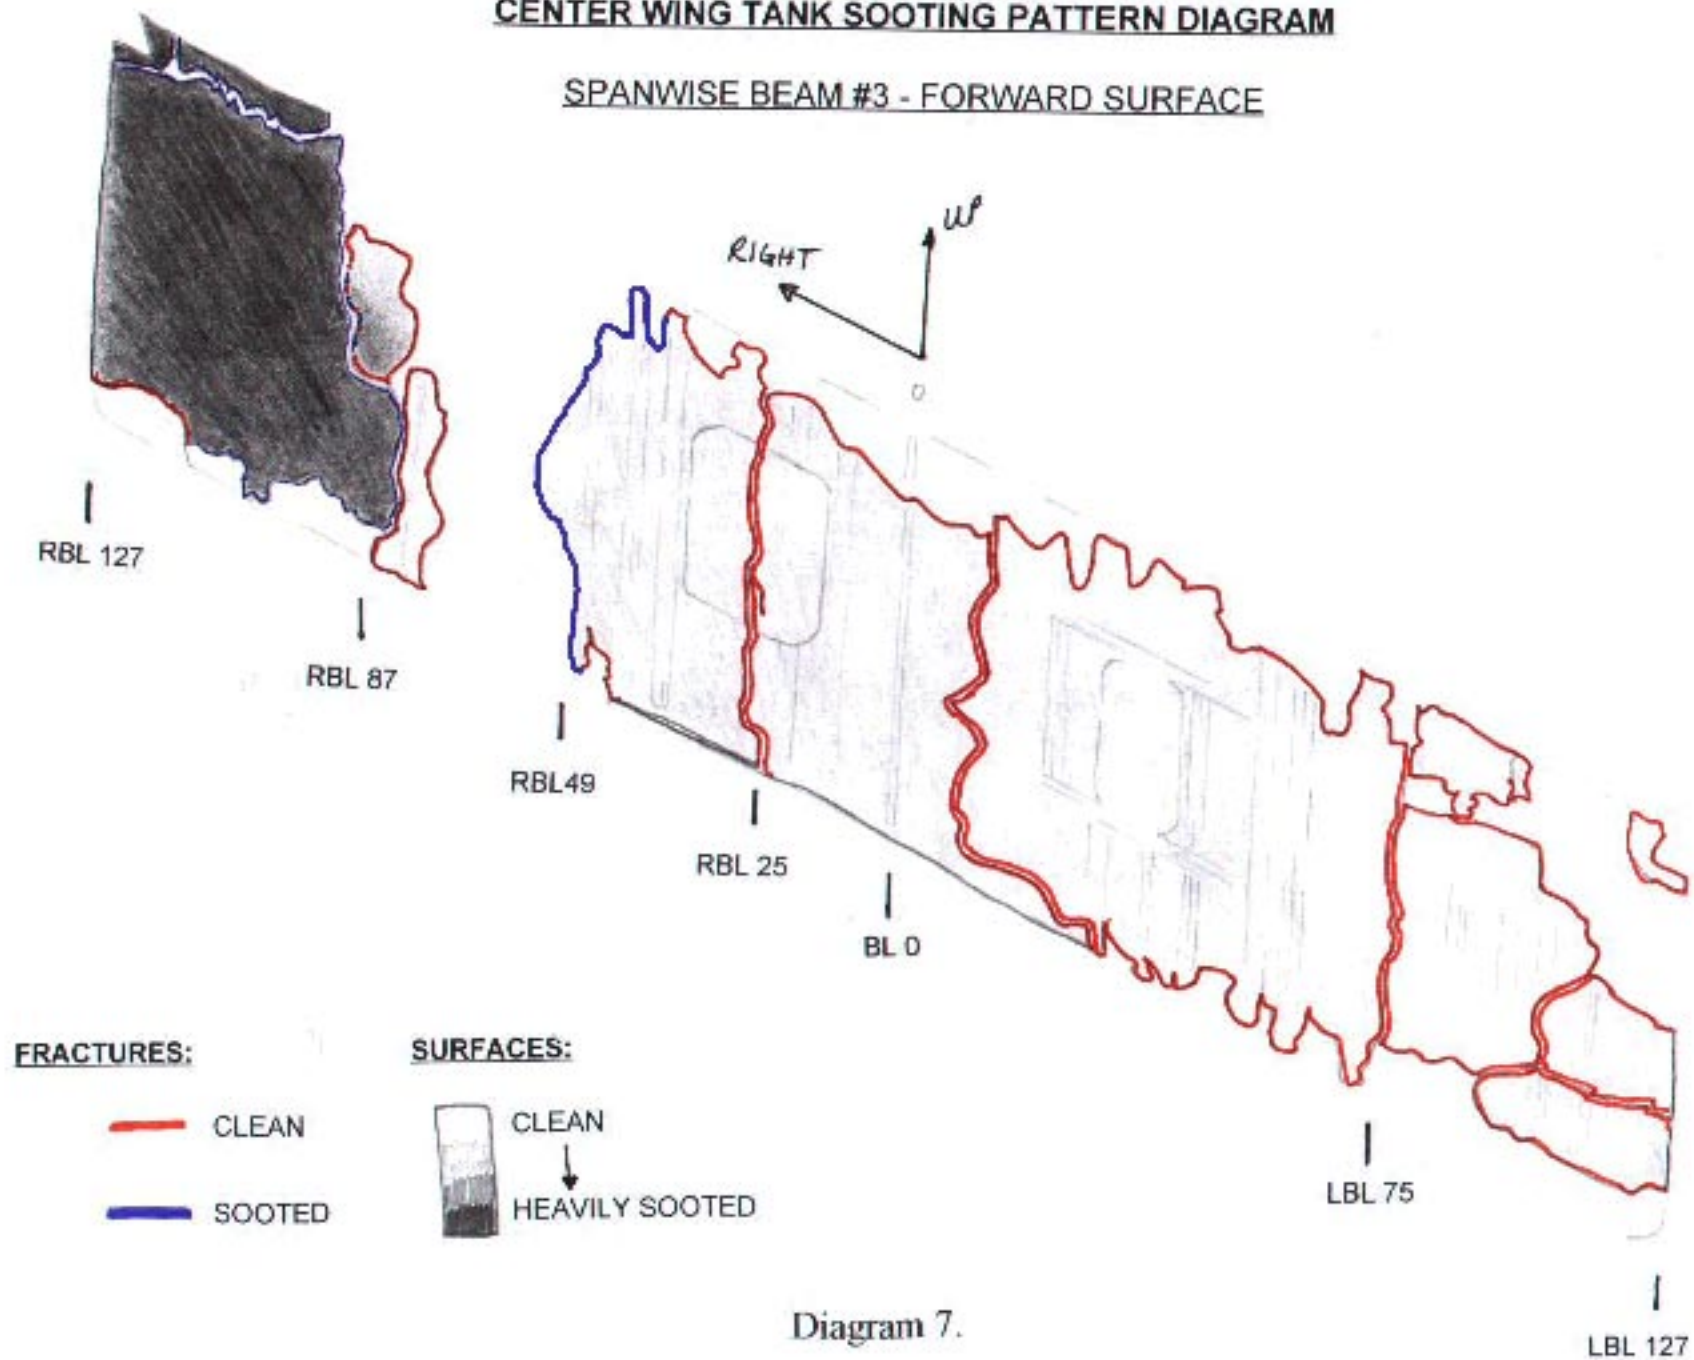 CENTER WING TANK SOOTING PATTERN DIAGRAM
SPANWISE BEAM #3 - FORWARD SURFACE
UP
RIGHT
0
RBL 127
RBL 87
RBL49
RBL 25
BL 0
LBL 75
LBL 127
FRACTURES:
CLEAN
SOOTED
SURFACES:
CLEAN
HEAVILY SOOTED
Diagram 7.